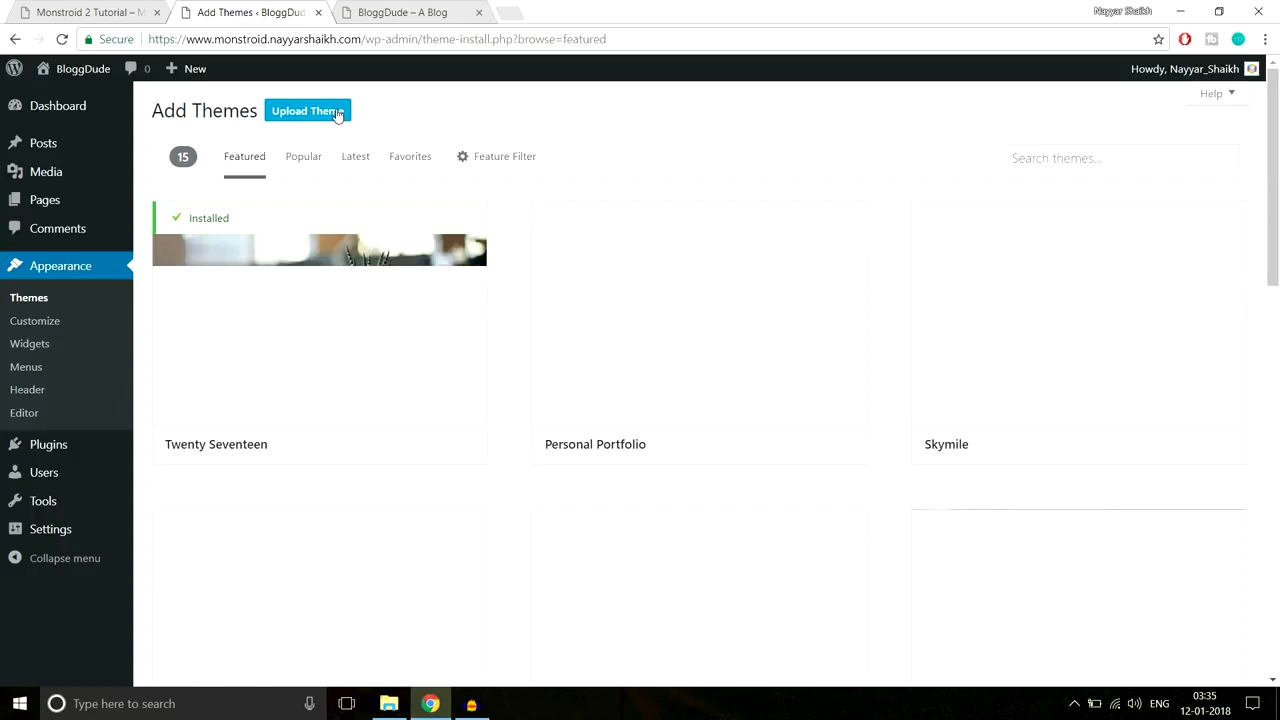 Monstroid 2 Tutorial – M
Add Themes ‹ BloggDud
BloggDude – A Blog
Nayyar Shaikh
Secure
https://www.monstroid.nayyarshaikh.com/wp-admin/theme-install.php?browse=featured
BloggDude
0
New
Howdy, Nayyar_Shaikh
Dashboard
Posts
Media
Pages
Comments
Appearance
Themes
Customize
Widgets
Menus
Header
Editor
Plugins
Users
Tools
Settings
Collapse menu
Add Themes
Upload Theme
Help
15
Featured
Popular
Latest
Favorites
Feature Filter
Search themes...
Installed
Twenty Seventeen
Personal Portfolio
Skymile
Type here to search
ENG
03:35
12-01-2018